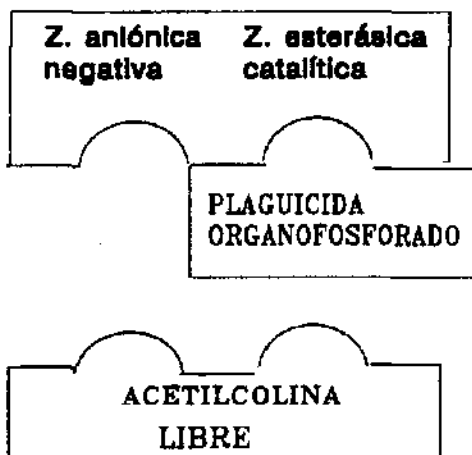 Z. aniónica Z. esterásica
negativa catalítica
PLAGUICIDA
ORGANOFOSFORADO
ACETILCOLINA
LIBRE